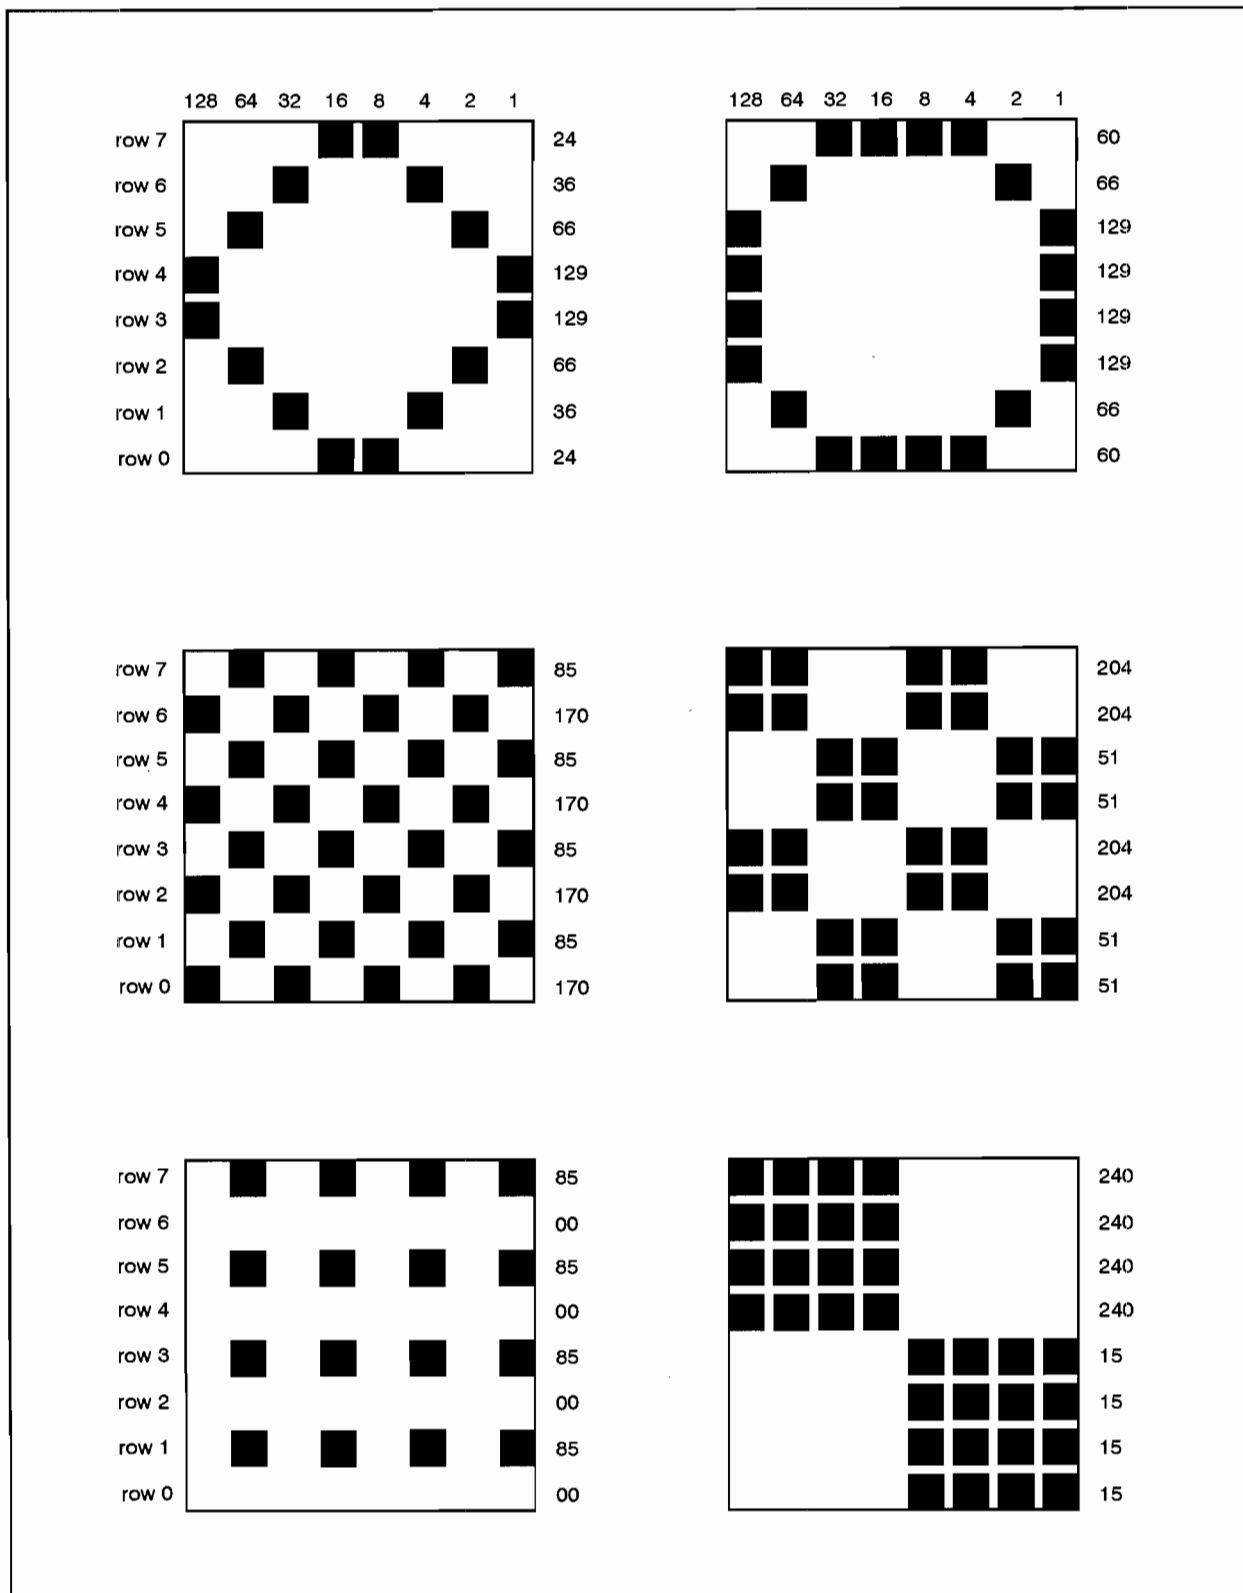 128 64 32 16 8 4 2 1
row 7 24
row 6 36
row 5 66
row 4 129
row 3 129
row 2 66
row 1 36
row 0 24
128 64 32 16 8 4 2 1
60
66
129
129
129
129
66
60
row 7 85
row 6 170
row 5 85
row 4 170
row 3 85
row 2 170
row 1 85
row 0 170
204
204
51
51
204
204
51
51
row 7 85
row 6 00
row 5 85
row 4 00
row 3 85
row 2 00
row 1 85
row 0 00
240
240
240
240
15
15
15
15